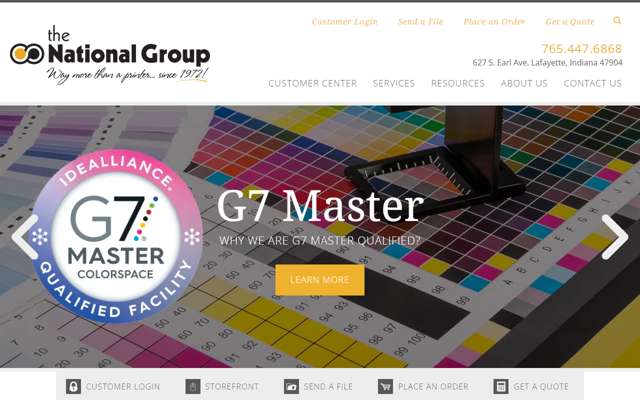 Customer Login Send a File Place an Order Get a Quote
the
National Group
Way more than a printer... since 1972!
765.447.6868
627 S. Earl Ave. Lafayette, Indiana 47904
CUSTOMER CENTER SERVICES RESOURCES ABOUT US CONTACT US
IDEALLIANCE.
G7
MASTER
COLORSPACE
QUALIFIED FACILITY
G7 Master
WHY WE ARE G7 MASTER QUALIFIED?
LEARN MORE
CUSTOMER LOGIN STOREFRONT SEND A FILE PLACE AN ORDER GET A QUOTE